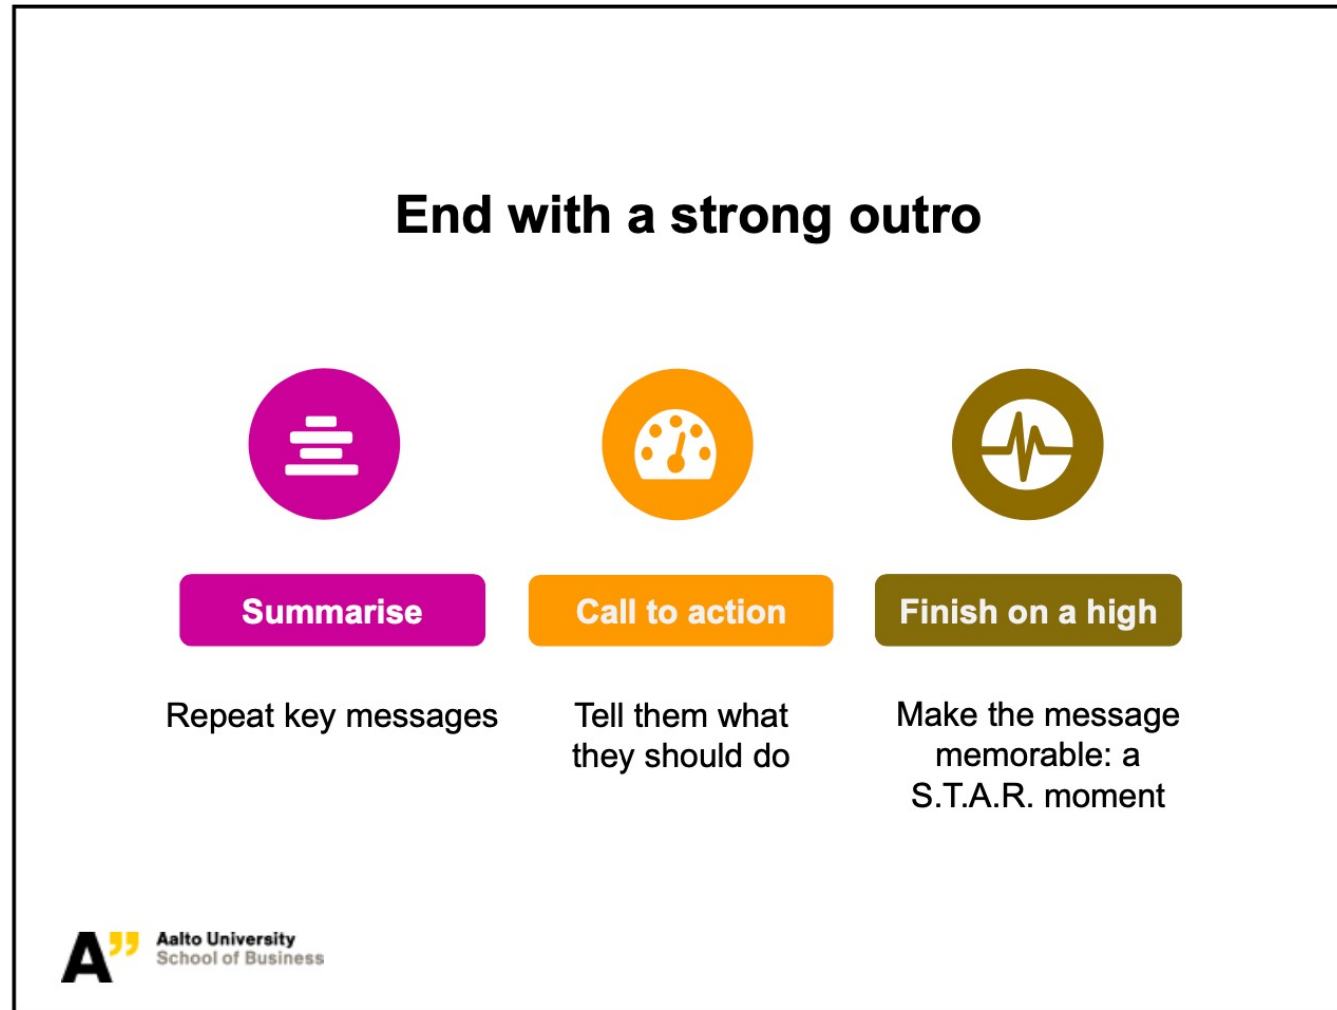 End with a strong outro
Summarise
Call to action
Finish on a high
Repeat key messages
Tell them what
they should do
Make the message
memorable: a
S.T.A.R. moment
A”
Aalto University
School of Business